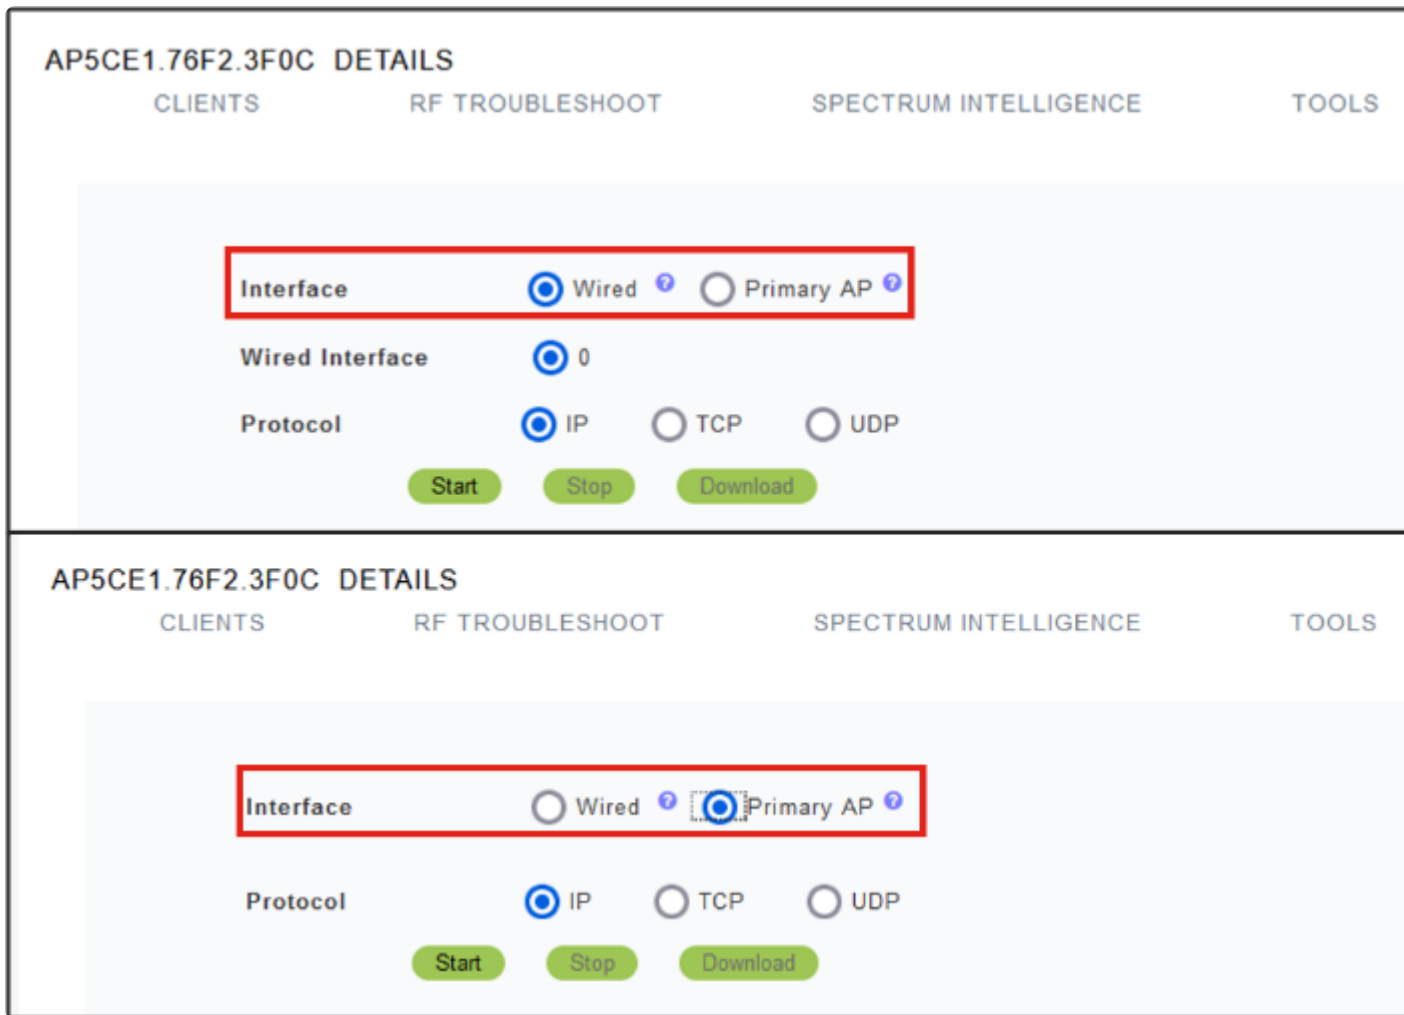 AP5CE1.76F2.3F0C DETAILS
CLIENTS RF TROUBLESHOOT SPECTRUM INTELLIGENCE TOOLS
Interface Wired ? Primary AP ?
Wired Interface 0
Protocol IP TCP UDP
Start Stop Download
AP5CE1.76F2.3F0C DETAILS
CLIENTS RF TROUBLESHOOT SPECTRUM INTELLIGENCE TOOLS
Interface Wired ? Primary AP ?
Protocol IP TCP UDP
Start Stop Download